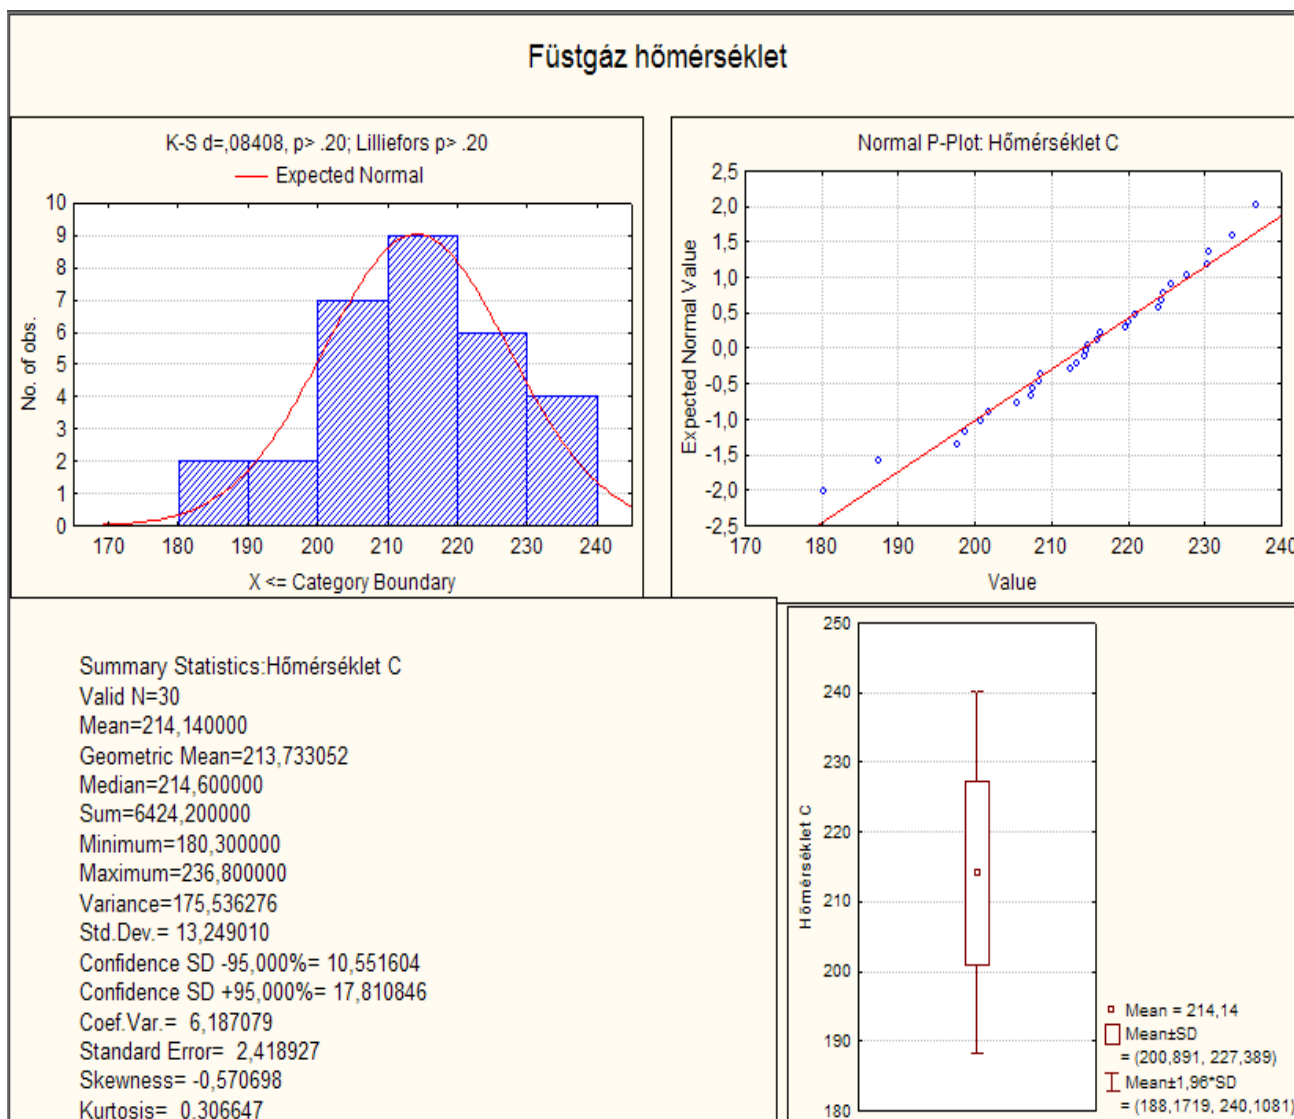 Füstgáz hőmérséklet
K-S d=,08408, p> .20; Lilliefors p> .20
Expected Normal
No. of obs.
10
9
8
7
6
5
4
3
2
1
0
170 180 190 200 210 220 230 240
X <= Category Boundary
Normal P-Plot: Hőmérséklet C
Expected Normal Value
2,5
2,0
1,5
1,0
0,5
0,0
-0,5
-1,0
-1,5
-2,0
-2,5
170 180 190 200 210 220 230 240
Value
Summary Statistics:Hőmérséklet C
Valid N=30
Mean=214,140000
Geometric Mean=213,733052
Median=214,600000
Sum=6424,200000
Minimum=180,300000
Maximum=236,800000
Variance=175,536276
Std.Dev.= 13,249010
Confidence SD -95,000%= 10,551604
Confidence SD +95,000%= 17,810846
Coef.Var.= 6,187079
Standard Error= 2,418927
Skewness= -0,570698
Kurtosis= 0,306647
Hőmérséklet C
250
240
230
220
210
200
190
180
Mean = 214,14
Mean±SD
= (200,891, 227,389)
Mean±1,96*SD
= (188,1719, 240,1081)